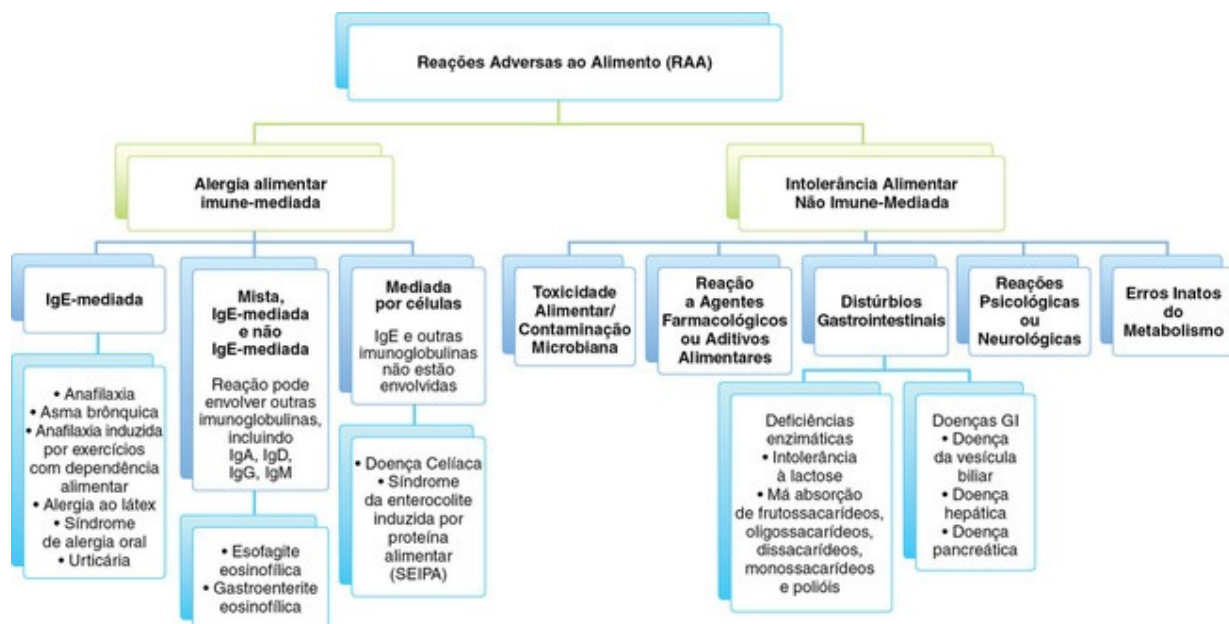 Reações Adversas ao Alimento (RAA)
Alergia alimentar
imune-mediada
Intolerância Alimentar
Não Imune-Mediada
IgE-mediada
Mista,
IgE-mediada
e não
IgE-mediada
Reação pode
envolver outras
imunoglobulinas,
incluindo
IgA, IgD,
IgG, IgM
Mediada
por células
IgE e outras
imunoglobulinas
não estão
envolvidas
Toxicidade
Alimentar/
Contaminação
Microbiana
Reação
a Agentes
Farmacológicos
ou Aditivos
Alimentares
Distúrbios
Gastrointestinais
Reações
Psicológicas
ou
Neurológicas
Erros Inatos
do
Metabolismo
• Anafilaxia
• Asma brônquica
• Anafilaxia induzida
por exercícios
com dependência
alimentar
• Alergia ao látex
• Síndrome
de alergia oral
• Urticária
• Esofagite
eosinofílica
• Gastroenterite
eosinofílica
• Doença Celíaca
• Síndrome
da enterocolite
induzida por
proteína
alimentar
(SEIPA)
Deficiências
enzimáticas
• Intolerância
à lactose
• Má absorção
de frutossacarídeos,
oligossacarídeos,
dissacarídeos,
monossacarídeos
e polióis
Doenças GI
• Doença
da vesícula
biliar
• Doença
hepática
• Doença
pancreática